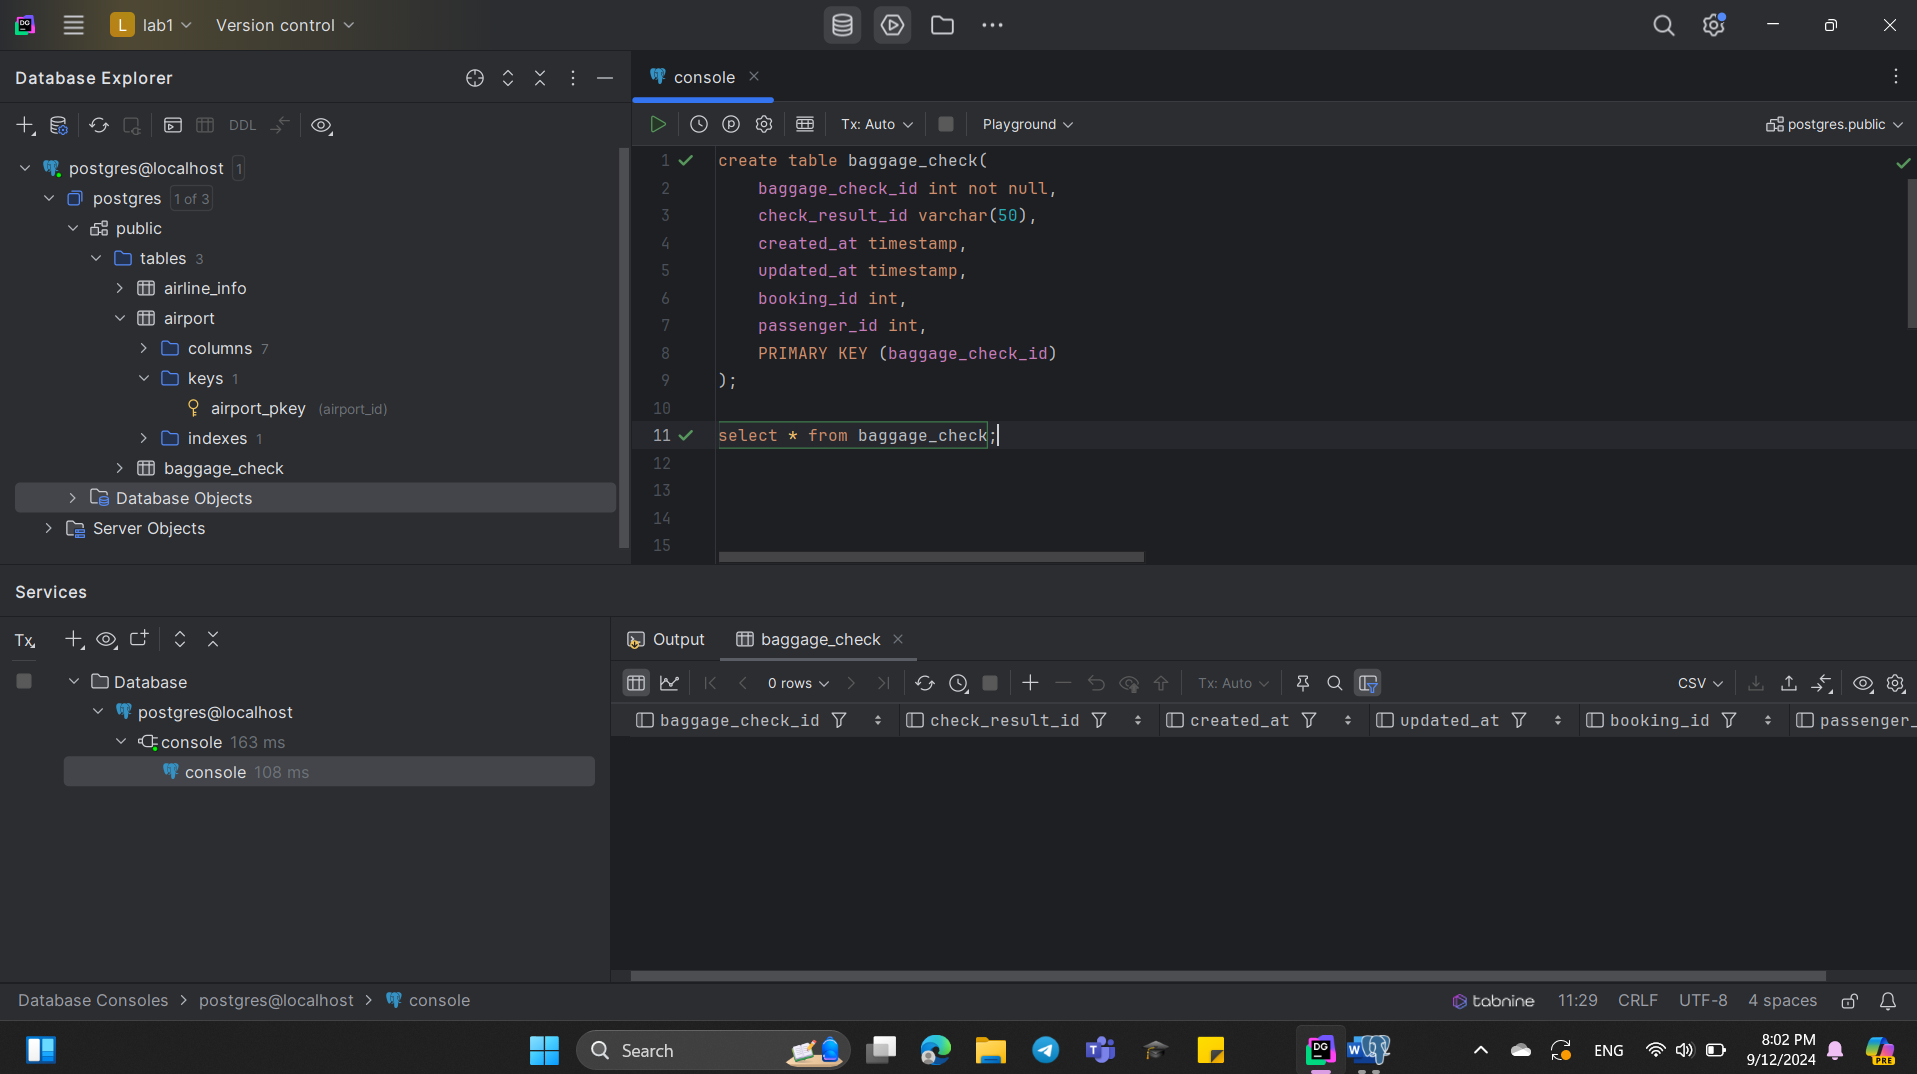 L lab1 Version control
Database Explorer
DDL
postgres@localhost 1
postgres 1 of 3
public
tables 3
airline_info
airport
columns 7
keys 1
airport_pkey (airport_id)
indexes 1
baggage_check
Database Objects
Server Objects
console
Tx: Auto Playground postgres.public
1 create table baggage_check(
2 baggage_check_id int not null,
3 check_result_id varchar(50),
4 created_at timestamp,
5 updated_at timestamp,
6 booking_id int,
7 passenger_id int,
8 PRIMARY KEY (baggage_check_id)
9 );
10
11 select * from baggage_check;
12
13
14
15
Services
Tx
Database
postgres@localhost
console 163 ms
console 108 ms
Output baggage_check
0 rows Tx: Auto CSV
baggage_check_id check_result_id created_at updated_at booking_id passenger_
Database Consoles > postgres@localhost > console
tabnine 11:29 CRLF UTF-8 4 spaces
Search
DG W
ENG
8:02 PM
9/12/2024
PRE